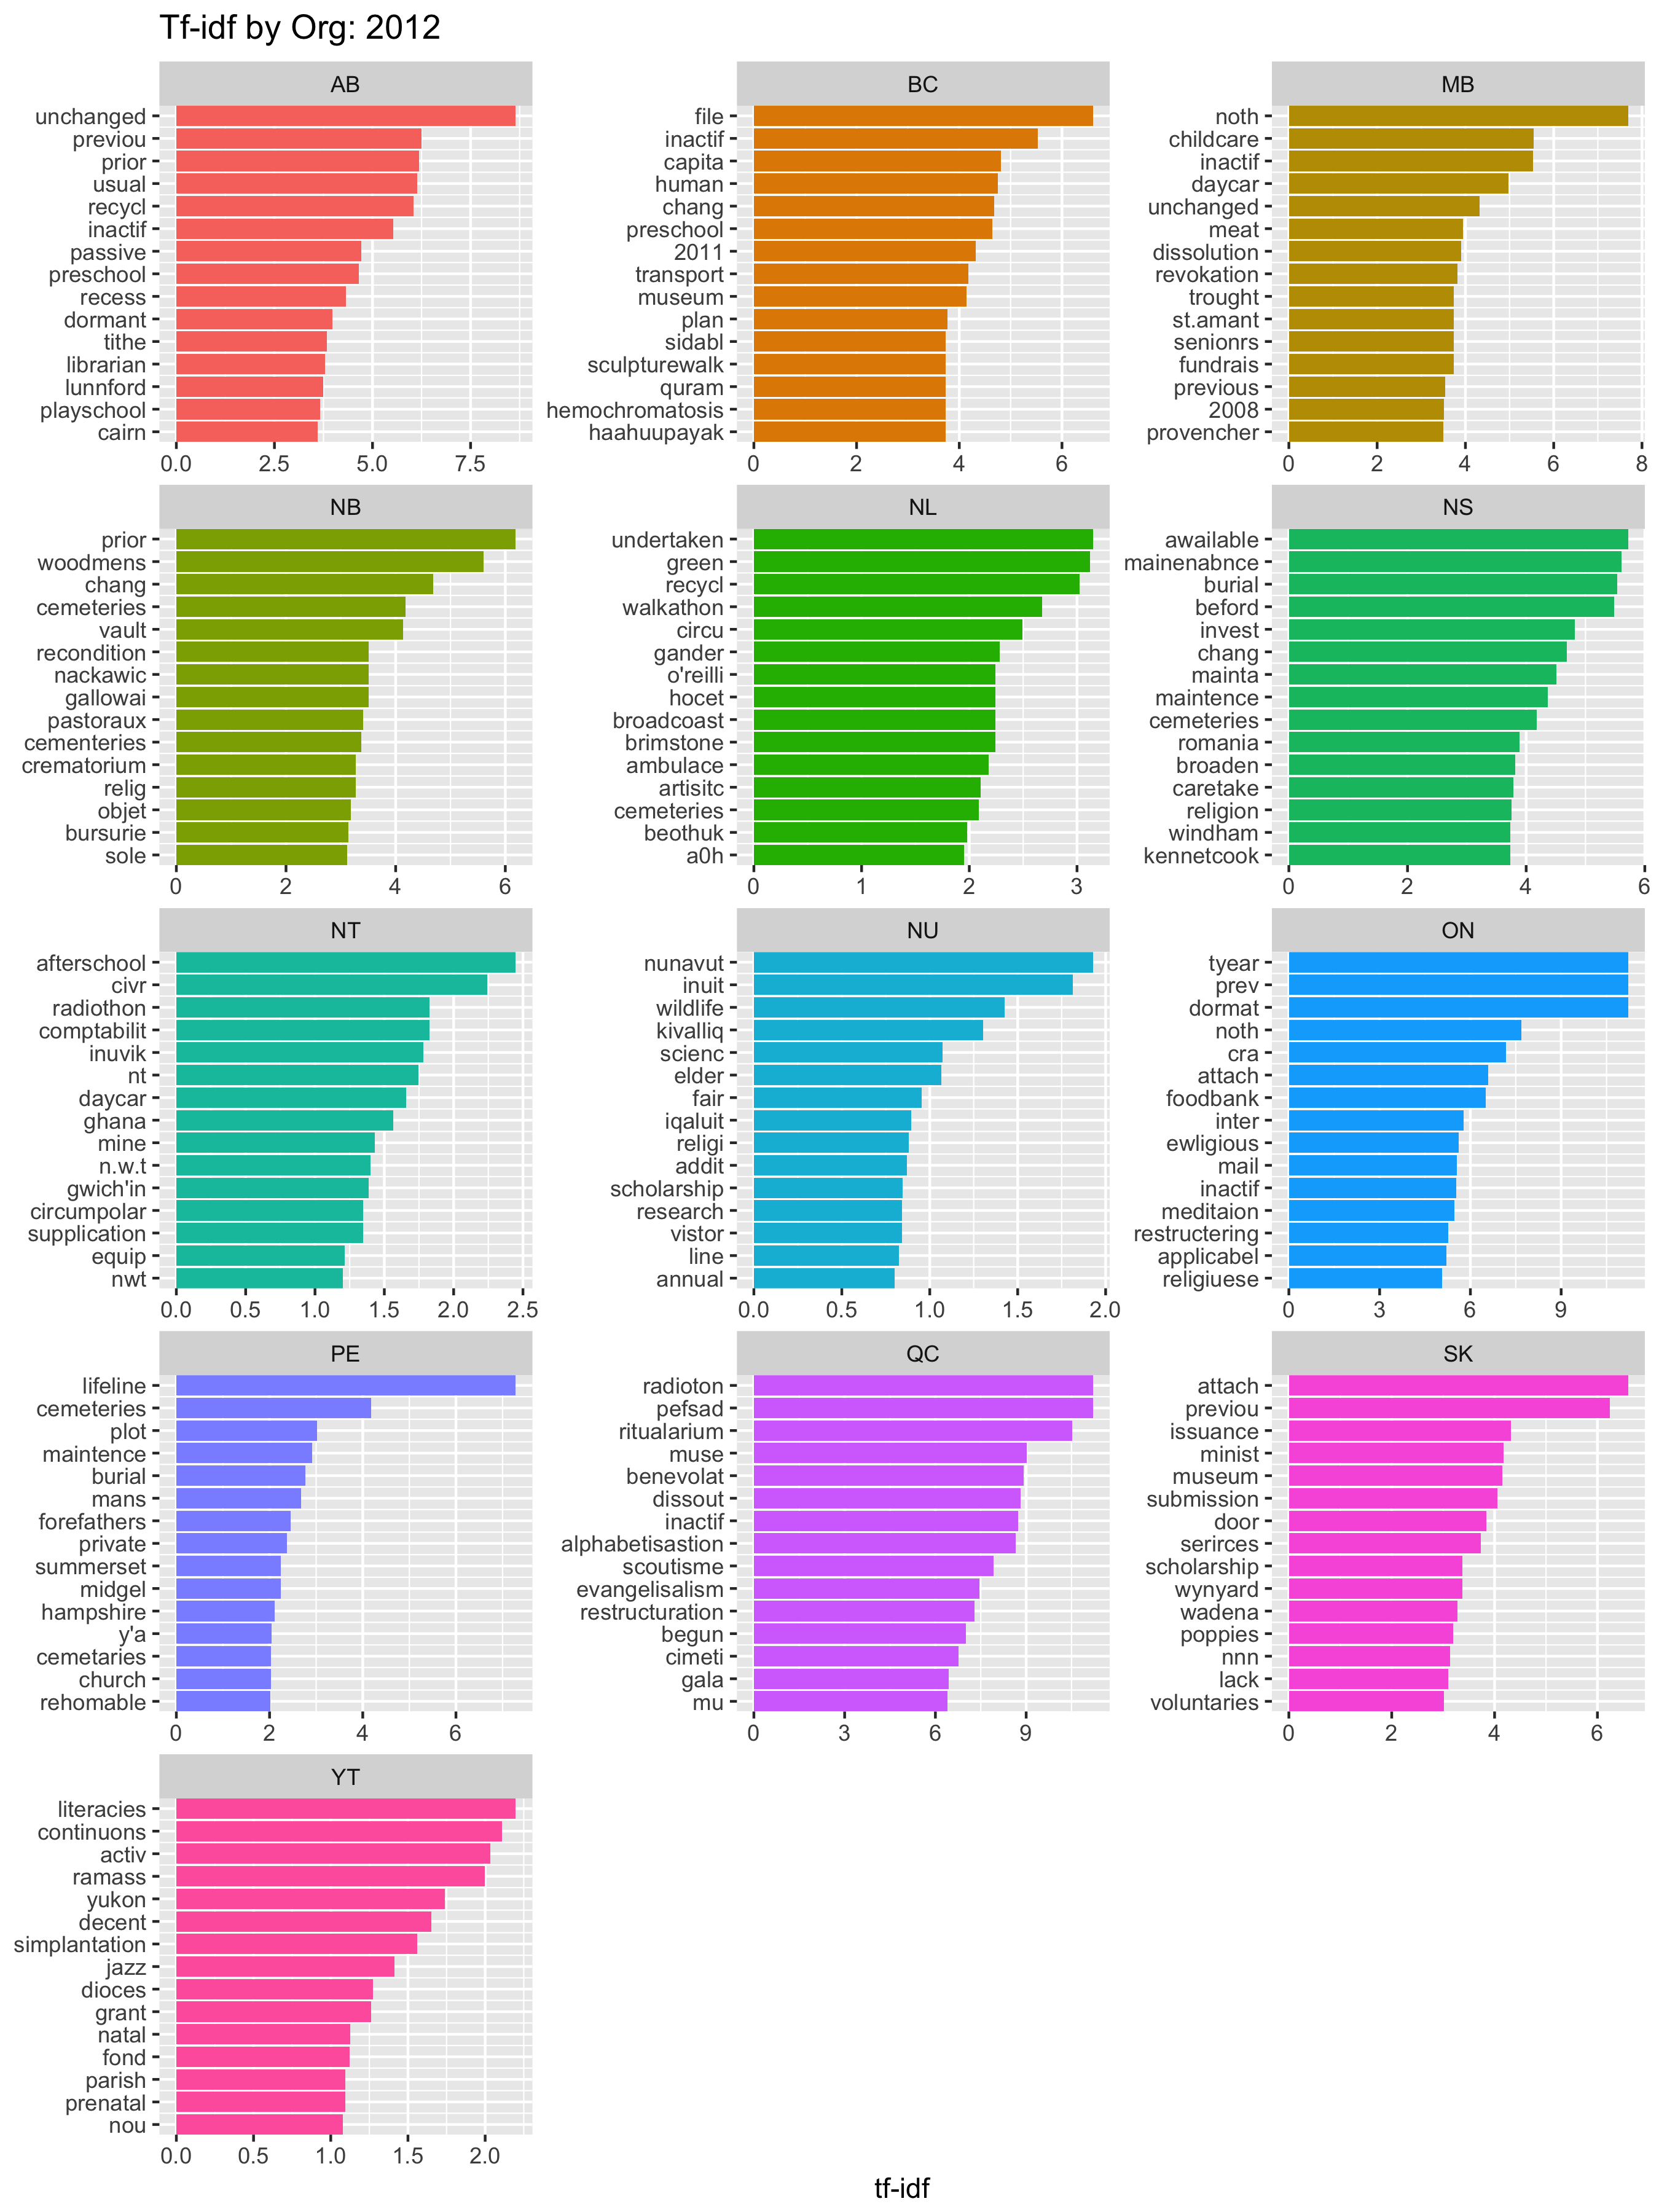 Tf-idf by Org: 2012
AB
unchanged
previou
prior
usual
recycl
inactif
passive
preschool
recess
dormant
tithe
librarian
lunnford
playschool
cairn
0.0 2.5 5.0 7.5
BC
file
inactif
capita
human
chang
preschool
2011
transport
museum
plan
sidabl
sculpturewalk
quram
hemochromatosis
haahuupayak
0 2 4 6
MB
noth
childcare
inactif
daycar
unchanged
meat
dissolution
revokation
trought
st.amant
senionrs
fundrais
previous
2008
provencher
0 2 4 6 8
NB
prior
woodmens
chang
cemeteries
vault
recondition
nackawic
gallowai
pastoraux
cementeries
crematorium
relig
objet
bursurie
sole
0 2 4 6
NL
undertaken
green
recycl
walkathon
circu
gander
o'reilli
hocet
broadcoast
brimstone
ambulace
artisitc
cemeteries
beothuk
a0h
0 1 2 3
NS
awailable
mainenabnce
burial
beford
invest
chang
mainta
maintence
cemeteries
romania
broaden
caretake
religion
windham
kennetcook
0 2 4 6
NT
afterschool
civr
radiothon
comptabilit
inuvik
nt
daycar
ghana
mine
n.w.t
gwich'in
circumpolar
supplication
equip
nwt
0.0 0.5 1.0 1.5 2.0 2.5
NU
nunavut
inuit
wildlife
kivalliq
scienc
elder
fair
iqaluit
religi
addit
scholarship
research
vistor
line
annual
0.0 0.5 1.0 1.5 2.0
ON
tyear
prev
dormat
noth
cra
attach
foodbank
inter
ewligious
mail
inactif
meditaion
restructering
applicabel
religiuese
0 3 6 9
PE
lifeline
cemeteries
plot
maintence
burial
mans
forefathers
private
summerset
midgel
hampshire
y'a
cemetaries
church
rehomable
0 2 4 6
QC
radioton
pefsad
ritualarium
muse
benevolat
dissout
inactif
alphabetisastion
scoutisme
evangelisalism
restructuration
begun
cimeti
gala
mu
0 3 6 9
SK
attach
previou
issuance
minist
museum
submission
door
serirces
scholarship
wynyard
wadena
poppies
nnn
lack
voluntaries
0 2 4 6
YT
literacies
continuons
activ
ramass
yukon
decent
simplantation
jazz
dioces
grant
natal
fond
parish
prenatal
nou
0.0 0.5 1.0 1.5 2.0
tf-idf